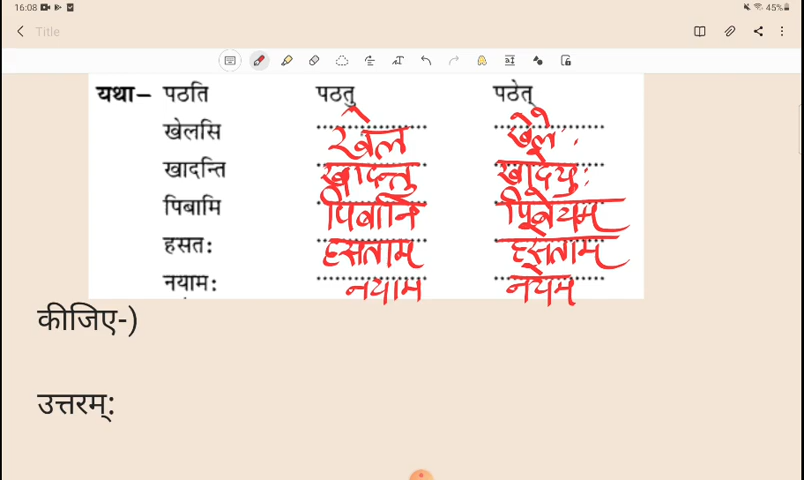 16:08 45%
Title
यथा– पठति पठतु पठेत्
खेलसि खेल खेलेः
खादन्ति खादन्तु खादेयुः
पिबामि पिबानि पिबेयम
हसतः हसताम हसेताम
नयामः नयाम नयेम
कीजिए-)
उत्तरम्: